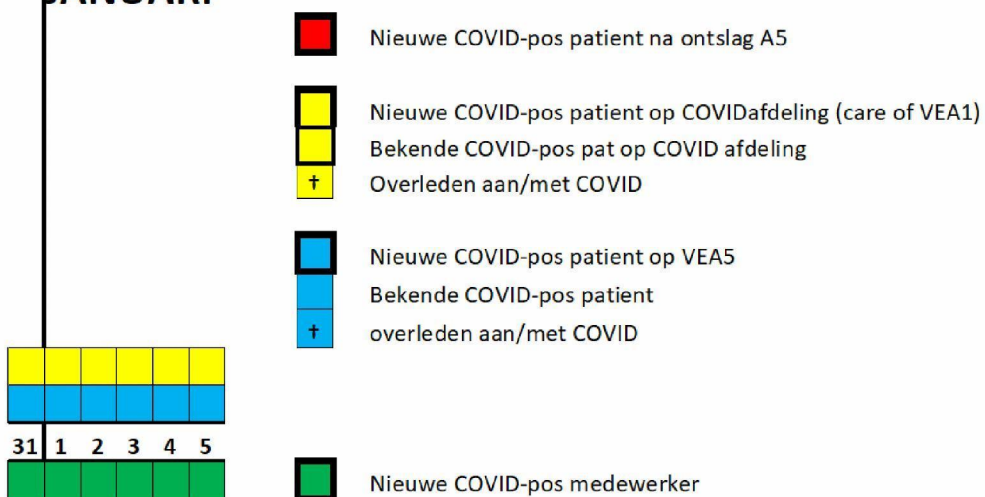 JANUARI
Nieuwe COVID-pos patient na ontslag A5
Nieuwe COVID-pos patient op COVIDafdeling (care of VEA1)
Bekende COVID-pos pat op COVID afdeling
† Overleden aan/met COVID
Nieuwe COVID-pos patient op VEA5
Bekende COVID-pos patient
† overleden aan/met COVID
31 1 2 3 4 5
Nieuwe COVID-pos medewerker